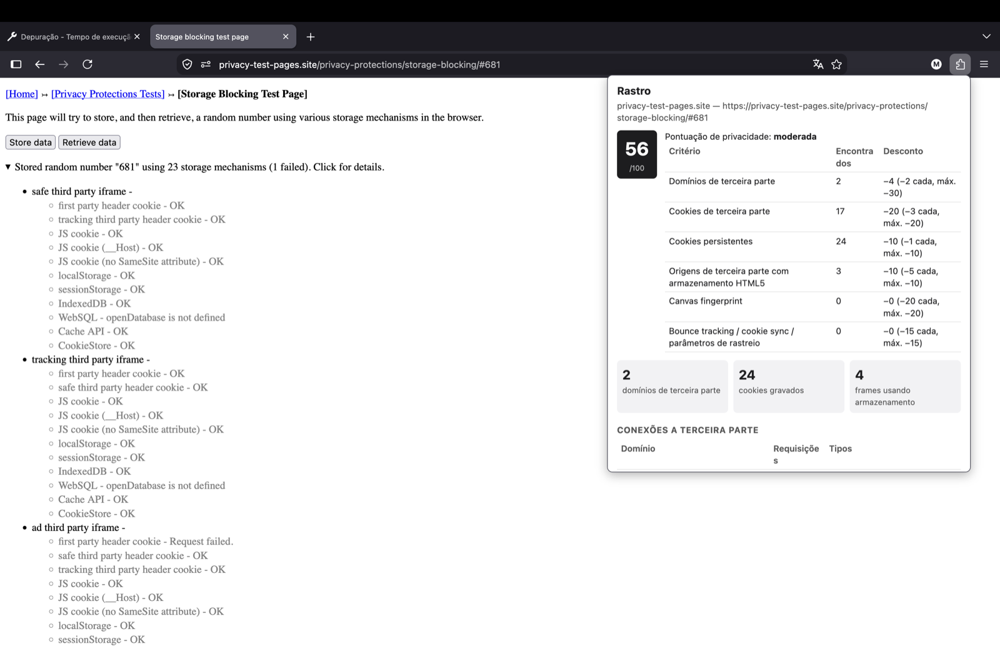 Depuração - Tempo de execuçã
Storage blocking test page
privacy-test-pages.site/privacy-protections/storage-blocking/#681
M
[Home] ↣ [Privacy Protections Tests] ↣ [Storage Blocking Test Page]
This page will try to store, and then retrieve, a random number using various storage mechanisms in the browser.
Store data Retrieve data
▼ Stored random number "681" using 23 storage mechanisms (1 failed). Click for details.
• safe third party iframe -
◦ first party header cookie - OK
◦ tracking third party header cookie - OK
◦ JS cookie - OK
◦ JS cookie (__Host) - OK
◦ JS cookie (no SameSite attribute) - OK
◦ localStorage - OK
◦ sessionStorage - OK
◦ IndexedDB - OK
◦ WebSQL - openDatabase is not defined
◦ Cache API - OK
◦ CookieStore - OK
• tracking third party iframe -
◦ first party header cookie - OK
◦ safe third party header cookie - OK
◦ JS cookie - OK
◦ JS cookie (__Host) - OK
◦ JS cookie (no SameSite attribute) - OK
◦ localStorage - OK
◦ sessionStorage - OK
◦ IndexedDB - OK
◦ WebSQL - openDatabase is not defined
◦ Cache API - OK
◦ CookieStore - OK
• ad third party iframe -
◦ first party header cookie - Request failed.
◦ safe third party header cookie - OK
◦ tracking third party header cookie - OK
◦ JS cookie - OK
◦ JS cookie (__Host) - OK
◦ JS cookie (no SameSite attribute) - OK
◦ localStorage - OK
◦ sessionStorage - OK
Rastro
privacy-test-pages.site — https://privacy-test-pages.site/privacy-protections/
storage-blocking/#681
56
/100
Pontuação de privacidade: moderada
Critério Encontra Desconto
dos
Domínios de terceira parte 2 −4 (−2 cada, máx.
−30)
Cookies de terceira parte 17 −20 (−3 cada,
máx. −20)
Cookies persistentes 24 −10 (−1 cada,
máx. −10)
Origens de terceira parte com 3 −10 (−5 cada,
armazenamento HTML5 máx. −10)
Canvas fingerprint 0 −0 (−20 cada,
máx. −20)
Bounce tracking / cookie sync / 0 −0 (−15 cada,
parâmetros de rastreio máx. −15)
2
domínios de terceira parte
24
cookies gravados
4
frames usando
armazenamento
CONEXÕES A TERCEIRA PARTE
Domínio Requisiçõe Tipos
s